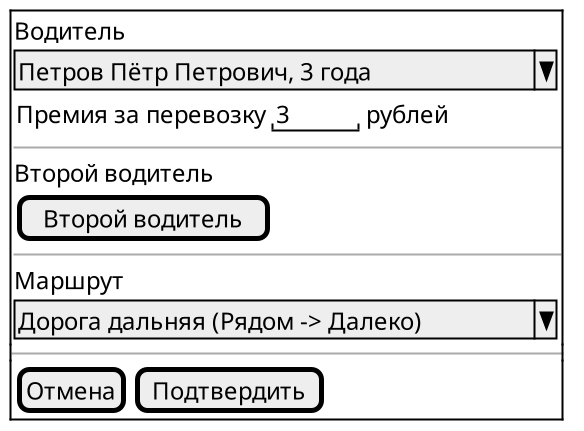 Водитель
Петров Пётр Петрович, 3 года
Премия за перевозку 3 рублей
Второй водитель
Второй водитель
Маршрут
Дорога дальняя (Рядом -> Далеко)
Отмена Подтвердить